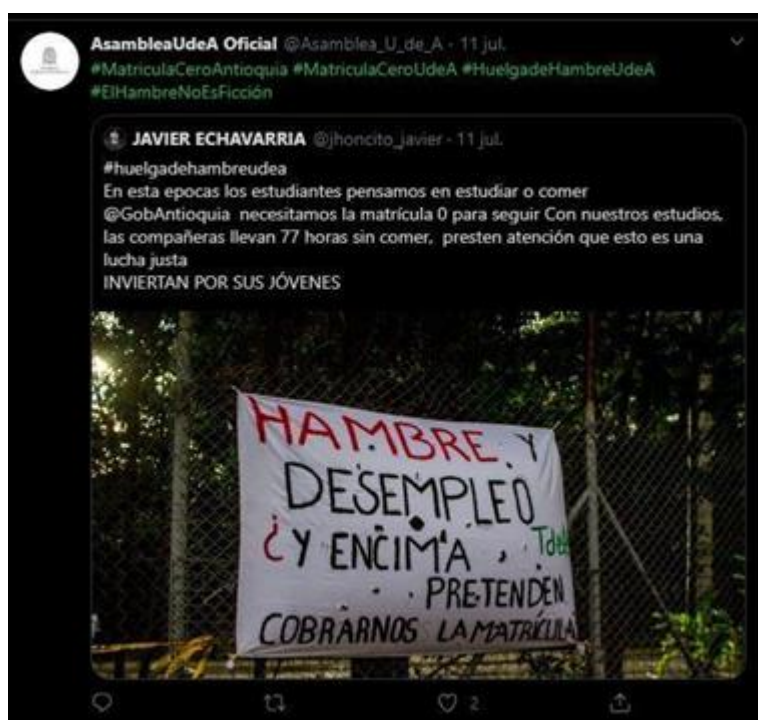 AsambleaUdeA Oficial @Asamblea_U_de_A · 11 jul.
#MatriculaCeroAntioquia #MatriculaCeroUdeA #HuelgadeHambreUdeA
#ElHambreNoEsFicción
JAVIER ECHAVARRIA @jhoncito_javier · 11 jul.
#huelgadehambreudea
En esta epocas los estudiantes pensamos en estudiar o comer
@GobAntioquia necesitamos la matrícula 0 para seguir Con nuestros estudios,
las compañeras llevan 77 horas sin comer, presten atención que esto es una
lucha justa
INVIERTAN POR SUS JÓVENES
HAMBRE Y
DESEMPLEO
¿Y ENCIMA
PRETENDEN
COBRARNOS LA MATRÍCULA
2